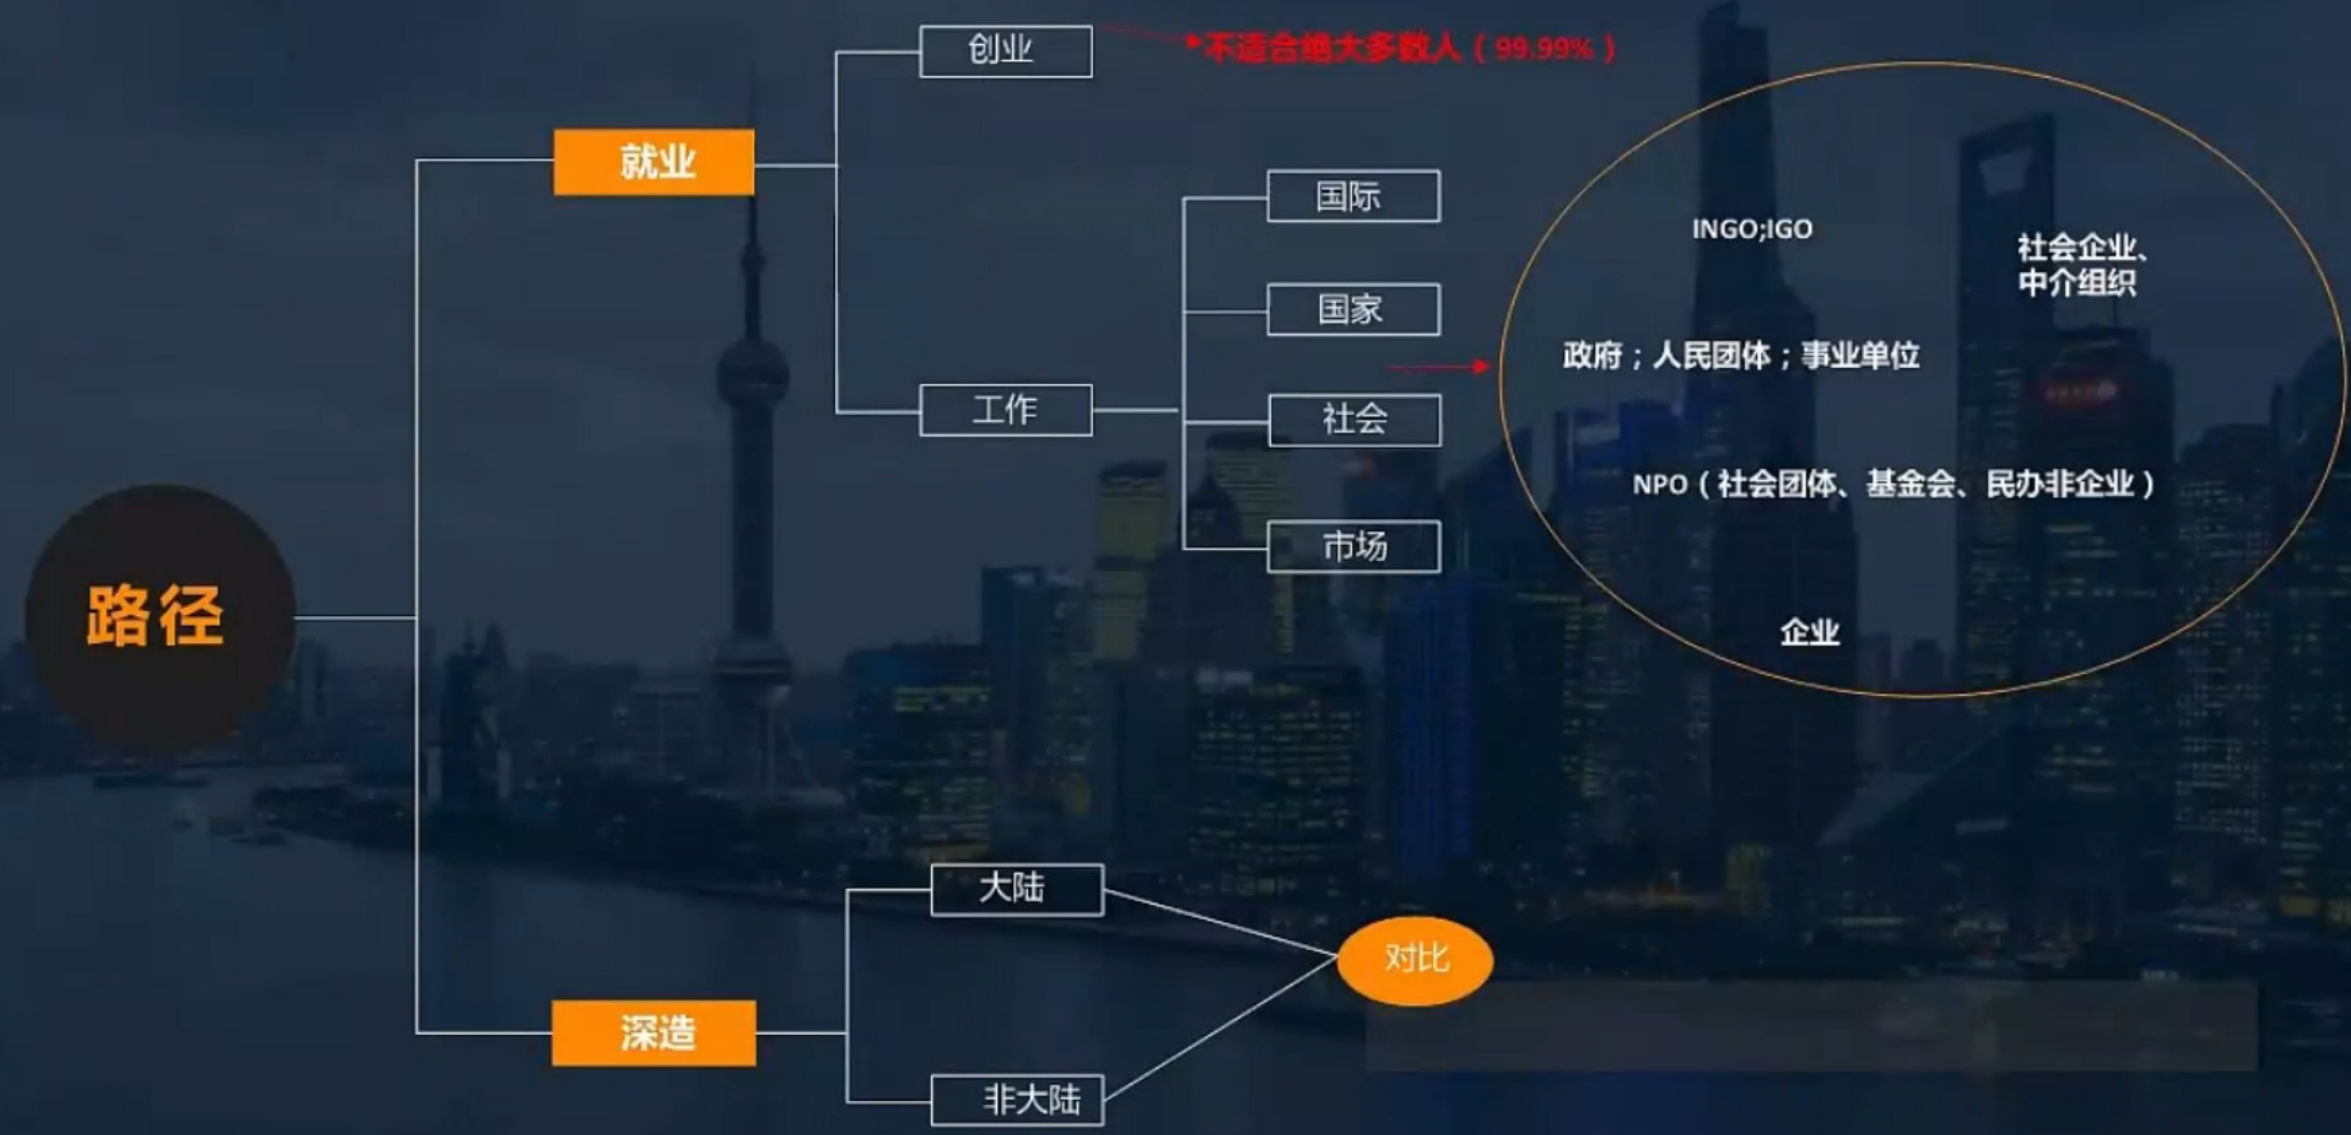 路径
就业
创业
不适合绝大多数人（99.99%）
工作
国际
国家
社会
市场
INGO;IGO
社会企业、
中介组织
政府；人民团体；事业单位
NPO（社会团体、基金会、民办非企业）
企业
深造
大陆
非大陆
对比